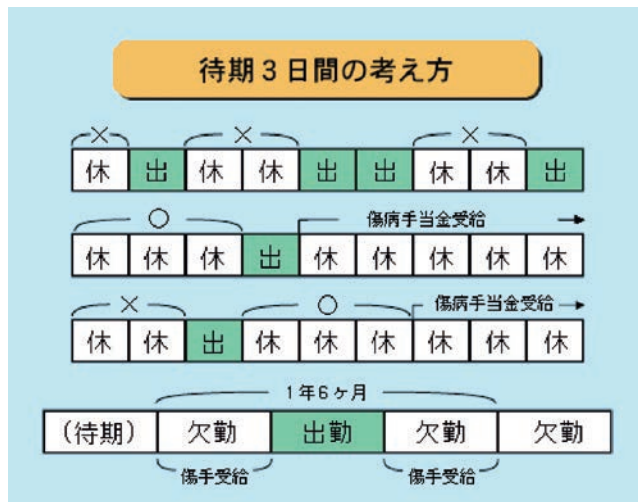 待期3日間の考え方
× × ×
休 出 休 休 出 出 休 休 出
○ 傷病手当金受給
休 休 休 出 休 休 休 休 休
× ○ 傷病手当金受給
休 休 出 休 休 休 休 休 休
1年6ヶ月
(待期) 欠勤 出勤 欠勤 欠勤
傷手受給 傷手受給